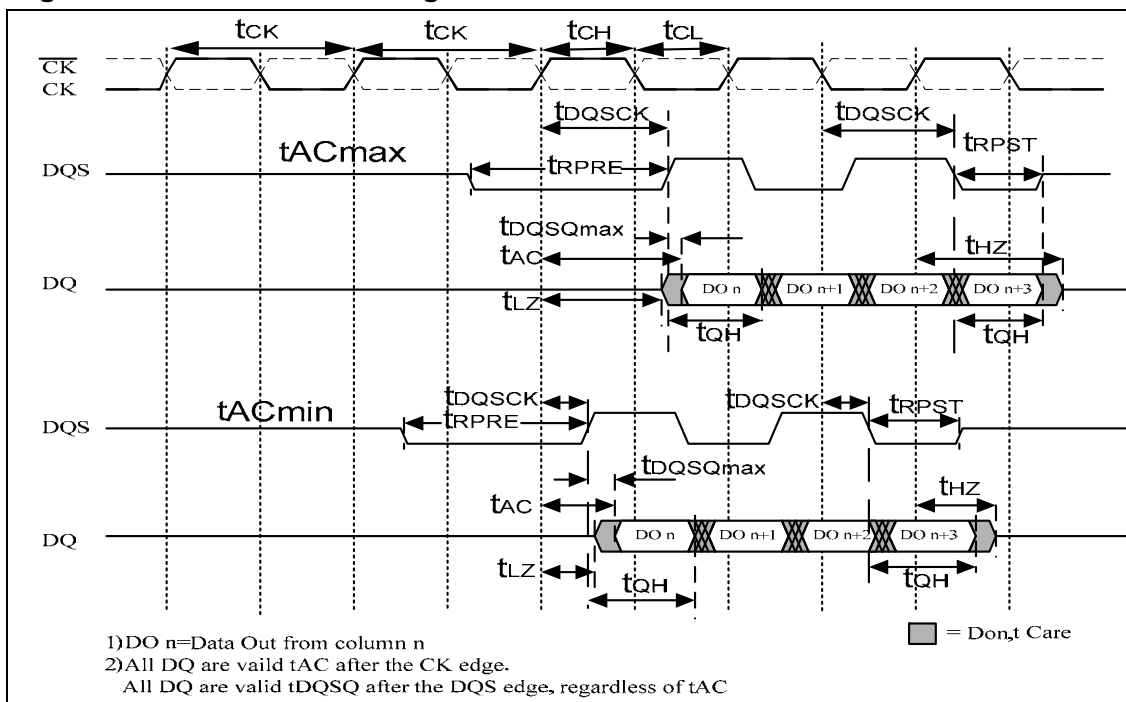 tCK tCK tCH tCL
CK
CK
tDQSCK tDQSCK
tACmax tRPST
DQS tRPRE
tDQSQmax
tAC tHZ
DQ DO n DO n+1 DO n+2 DO n+3
tLZ
tQH tQH
tDQSCK tDQSCK
tACmin tRPRE tRPST
DQS
tDQSQmax
tAC tHZ
DQ DO n DO n+1 DO n+2 DO n+3
tLZ tQH tQH
1)DO n=Data Out from column n
= Don,t Care
2)All DQ are vaild tAC after the CK edge.
All DQ are valid tDQSQ after the DQS edge, regardless of tAC